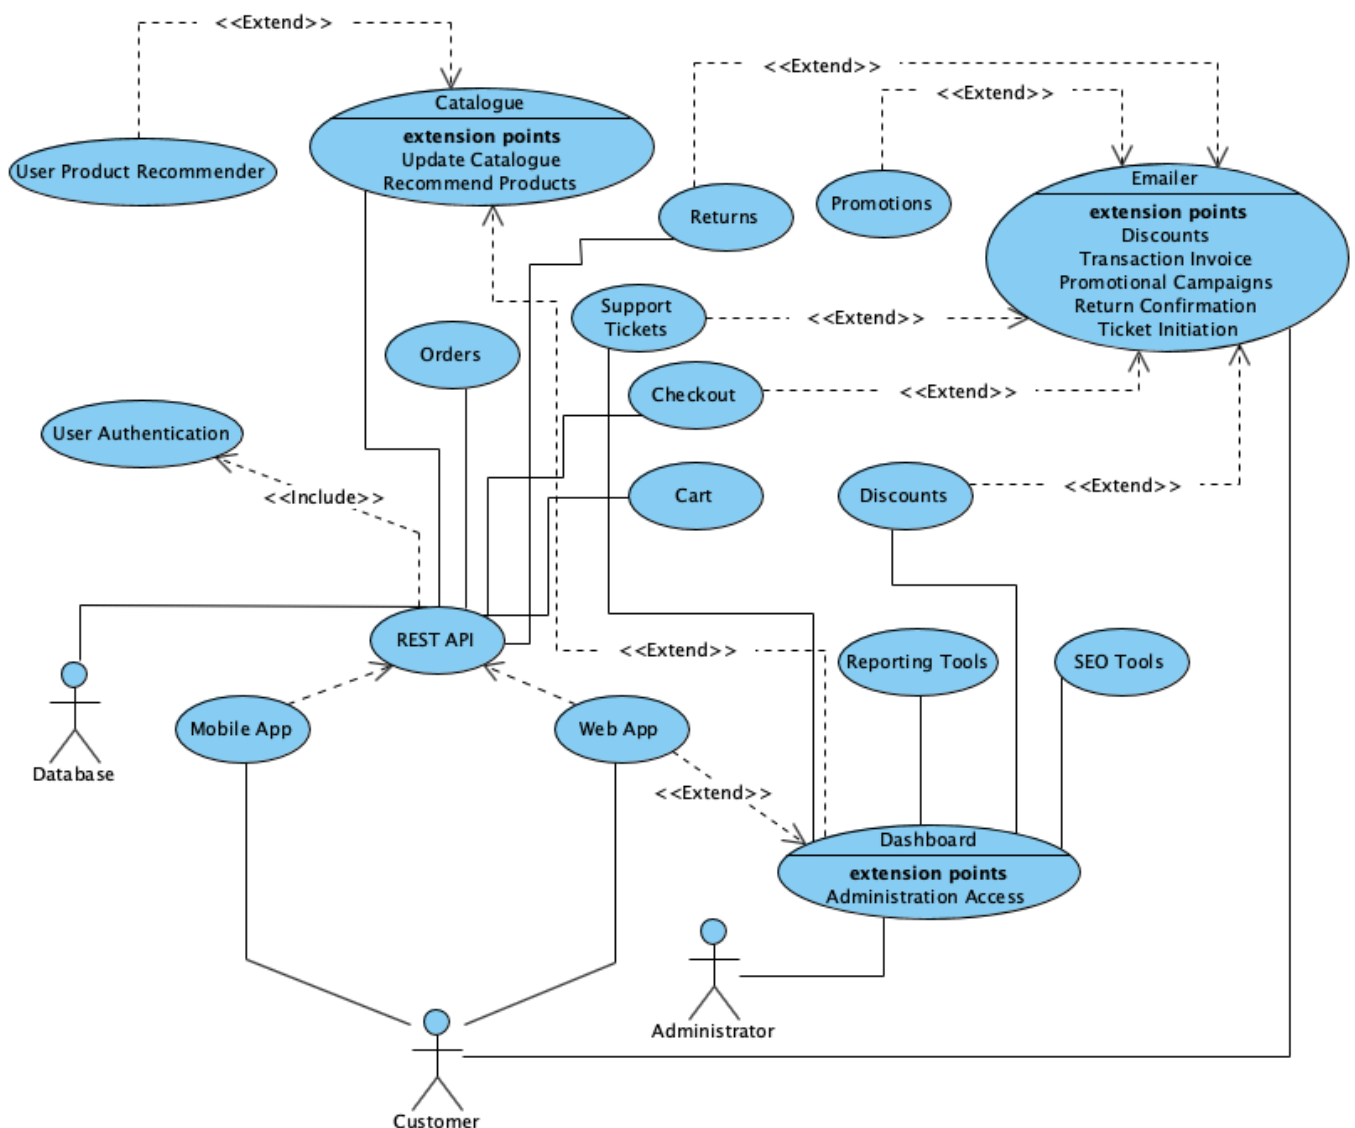 <<Extend>>
<<Extend>>
<<Extend>>
Catalogue
extension points
Update Catalogue
Recommend Products
User Product Recommender
Returns
Promotions
Emailer
extension points
Discounts
Transaction Invoice
Promotional Campaigns
Return Confirmation
Ticket Initiation
Support
Tickets
<<Extend>>
Orders
Checkout
<<Extend>>
User Authentication
<<Include>>
Cart
Discounts
<<Extend>>
REST API
<<Extend>>
Reporting Tools
SEO Tools
Mobile App
Web App
Database
<<Extend>>
Dashboard
extension points
Administration Access
Administrator
Customer